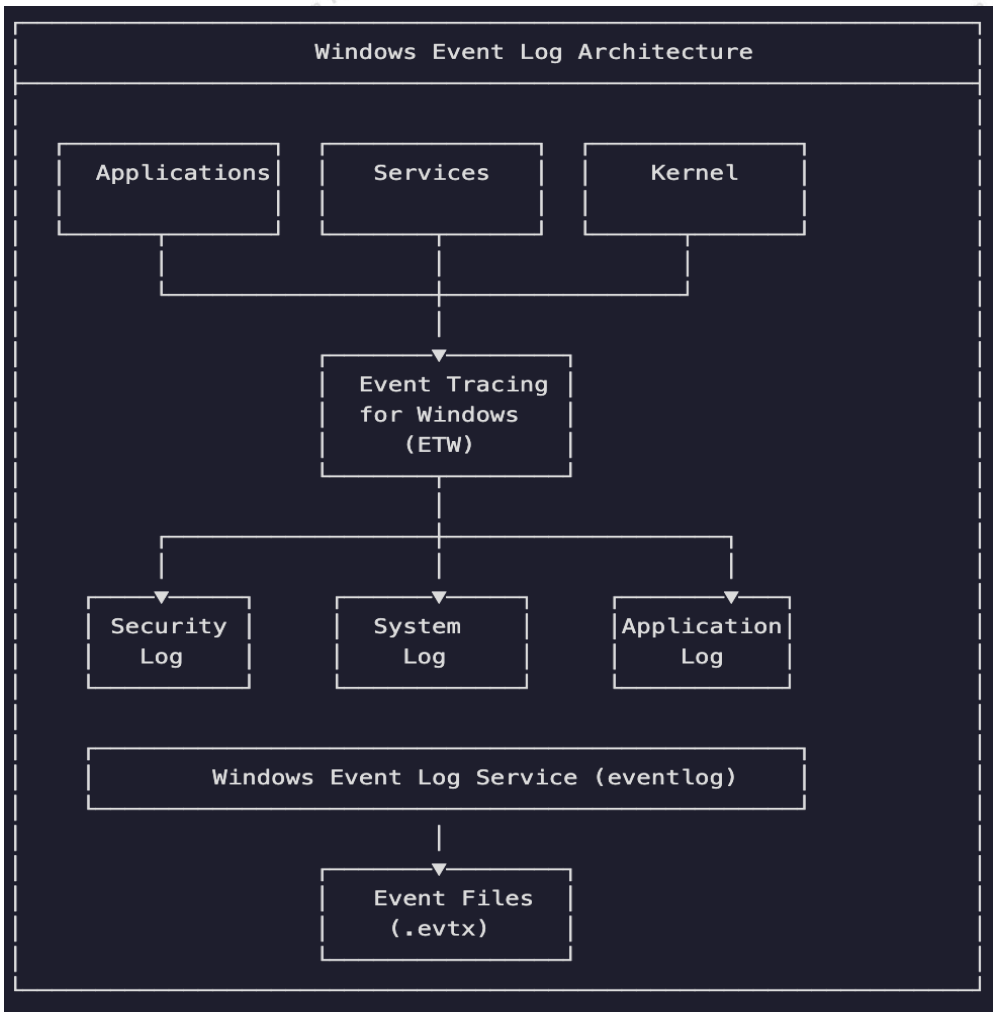 Windows Event Log Architecture
Applications
Services
Kernel
Event Tracing
for Windows
(ETW)
Security
Log
System
Log
Application
Log
Windows Event Log Service (eventlog)
Event Files
(.evtx)